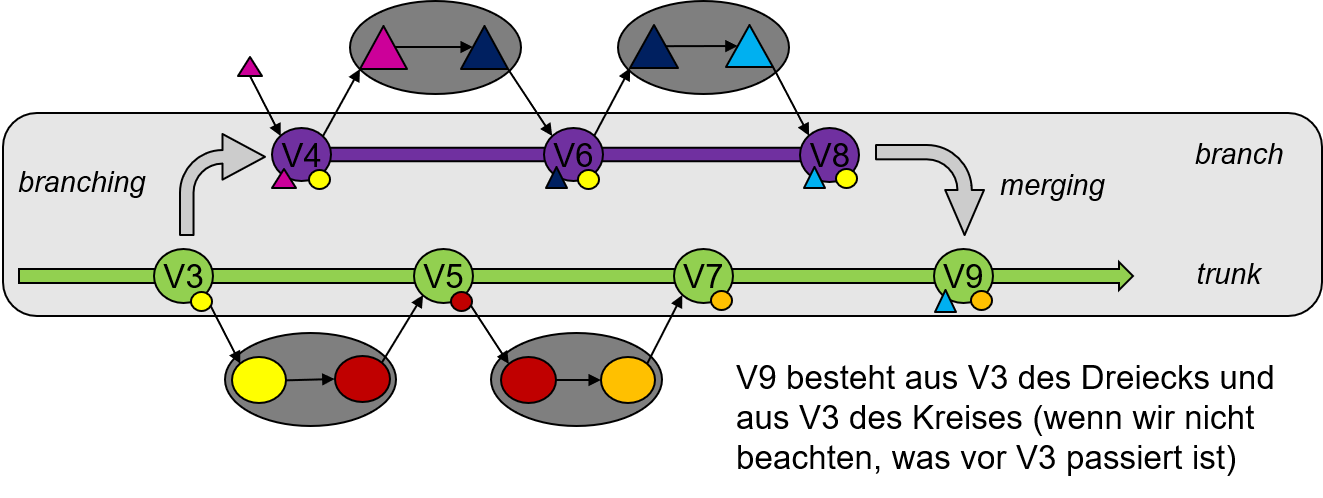 V4
V6
V8
branch
branching
merging
V3
V5
V7
V9
trunk
V9 besteht aus V3 des Dreiecks und
aus V3 des Kreises (wenn wir nicht
beachten, was vor V3 passiert ist)